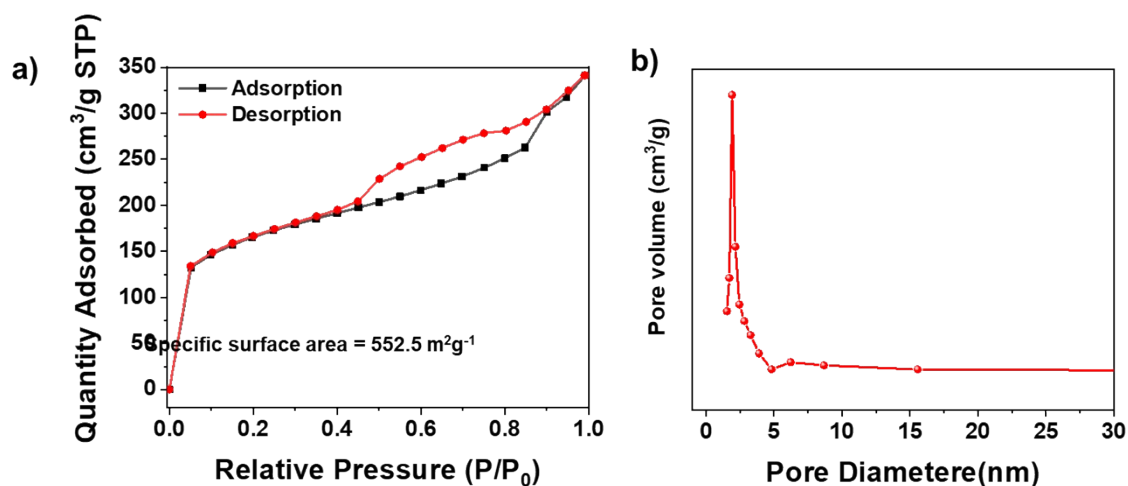 a)
Quantity Adsorbed (cm³/g STP)
350
300
250
200
150
100
50
0
Adsorption
Desorption
Specific surface area = 552.5 m²g⁻¹
0.0 0.2 0.4 0.6 0.8 1.0
Relative Pressure (P/P₀)
b)
Pore volume (cm³/g)
0 5 10 15 20 25 30
Pore Diametere(nm)